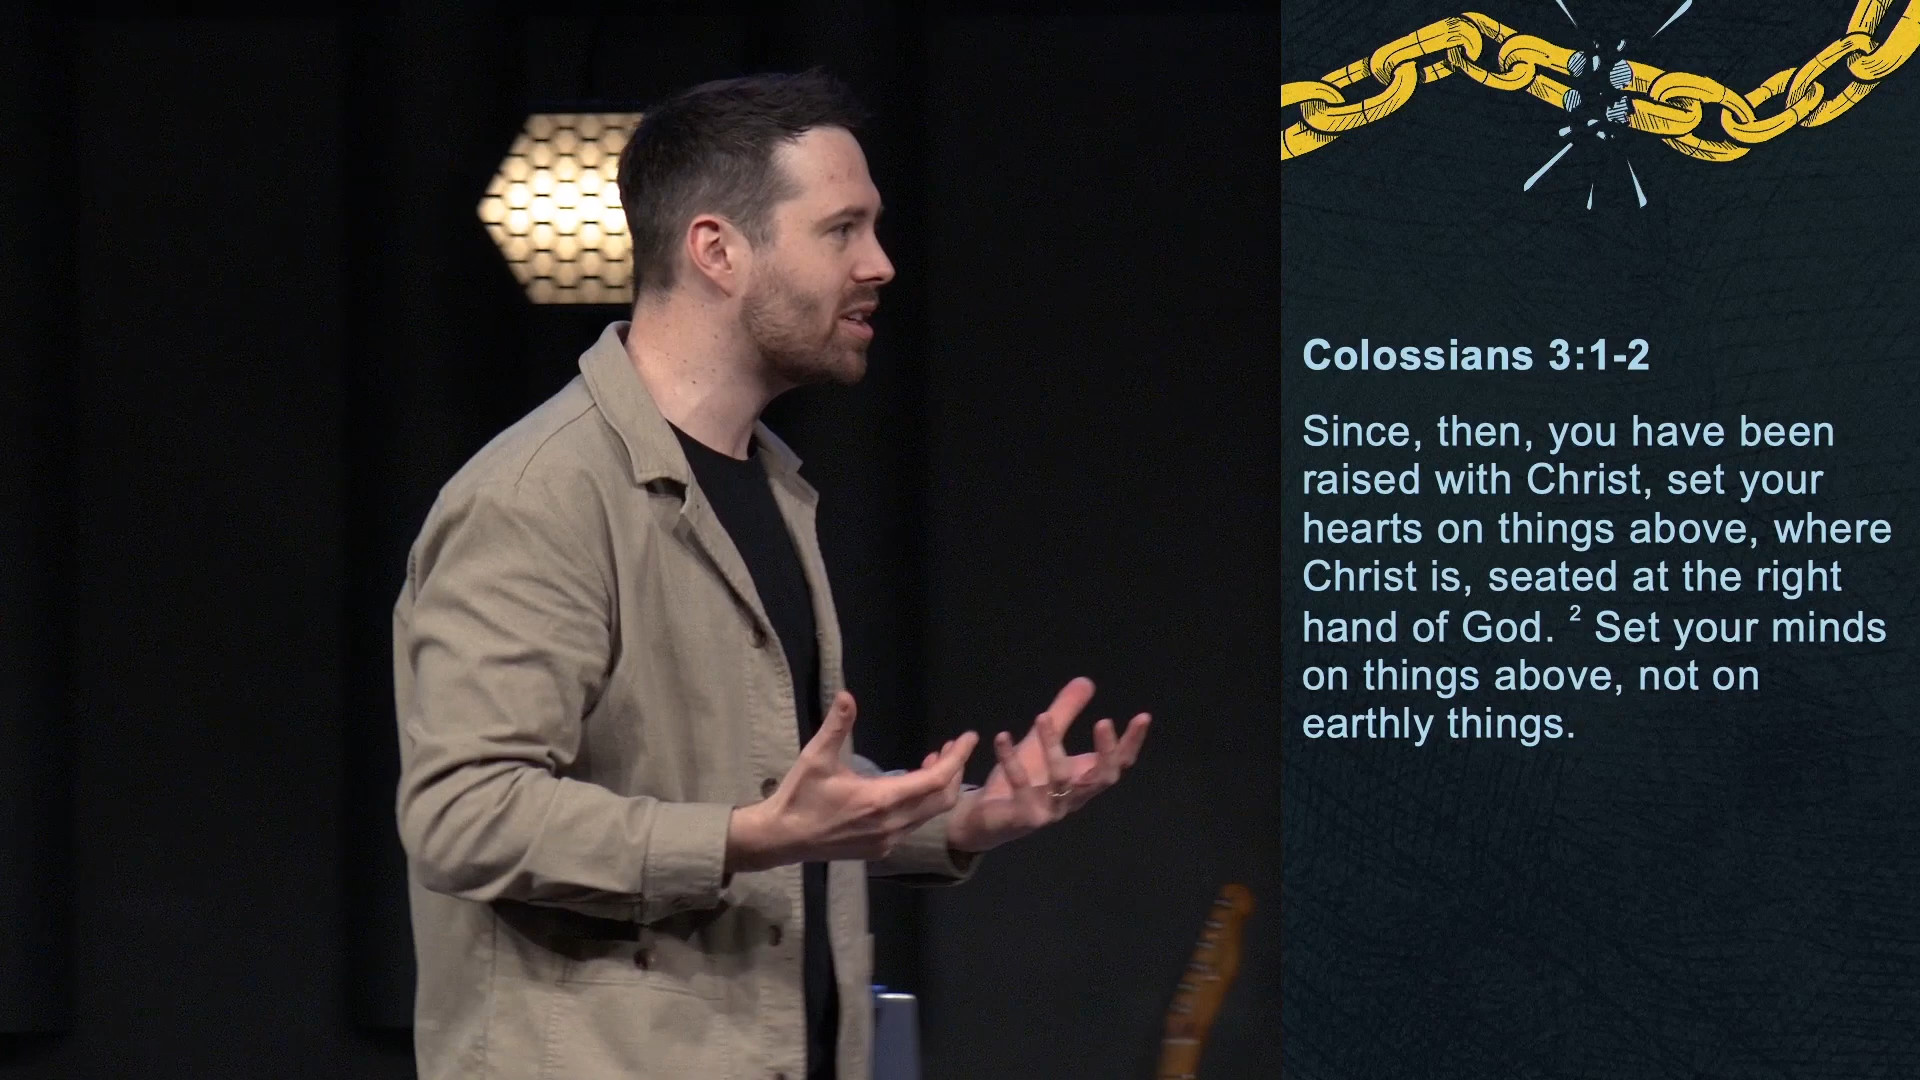 Colossians 3:1-2
Since, then, you have been
raised with Christ, set your
hearts on things above, where
Christ is, seated at the right
hand of God. ² Set your minds
on things above, not on
earthly things.